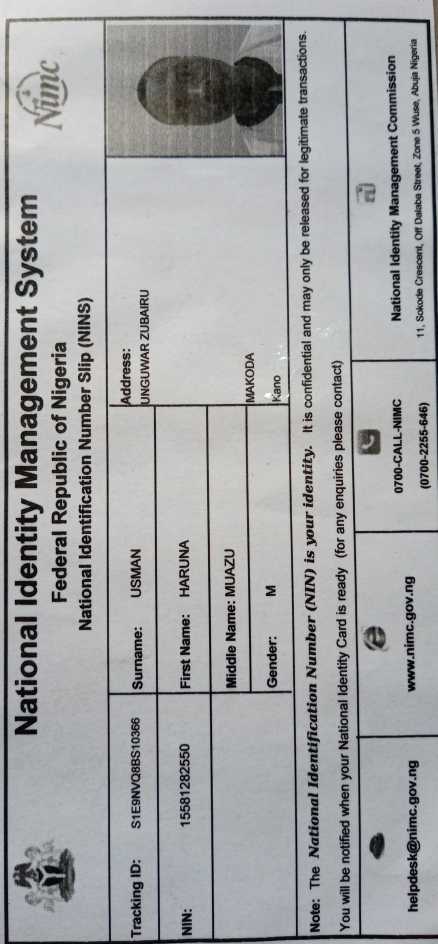 National Identity Management System
Federal Republic of Nigeria
National Identification Number Slip (NINS)
Nimc
Tracking ID: S1E9NVQ8BS10366
Surname: USMAN
Address:
UNGUWAR ZUBAIRU
NIN: 15581282550
First Name: HARUNA
Middle Name: MUAZU
MAKODA
Gender: M
Kano
Note: The National Identification Number (NIN) is your identity. It is confidential and may only be released for legitimate transactions.
You will be notified when your National Identity Card is ready (for any enquiries please contact)
helpdesk@nimc.gov.ng
www.nimc.gov.ng
0700-CALL-NIMC
(0700-2255-646)
National Identity Management Commission
11, Sokode Crescent, Off Dalaba Street, Zone 5 Wuse, Abuja Nigeria